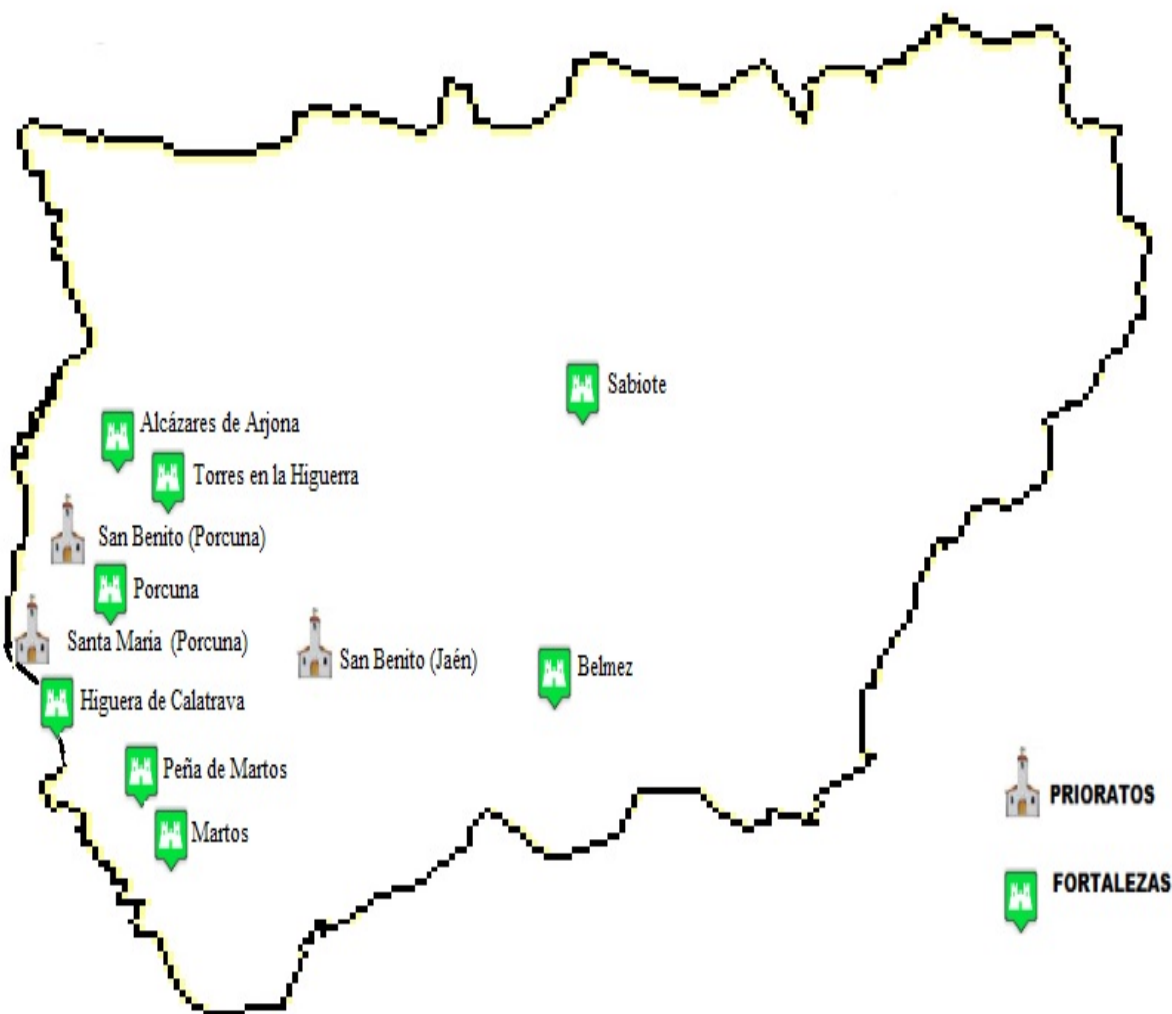 Sabiote
Alcázares de Arjona
Torres en la Higuerra
San Benito (Porcuna)
Porcuna
Santa Maria (Porcuna)
San Benito (Jaén)
Belmez
Higuera de Calatrava
Peña de Martos
Martos
PRIORATOS
FORTALEZAS